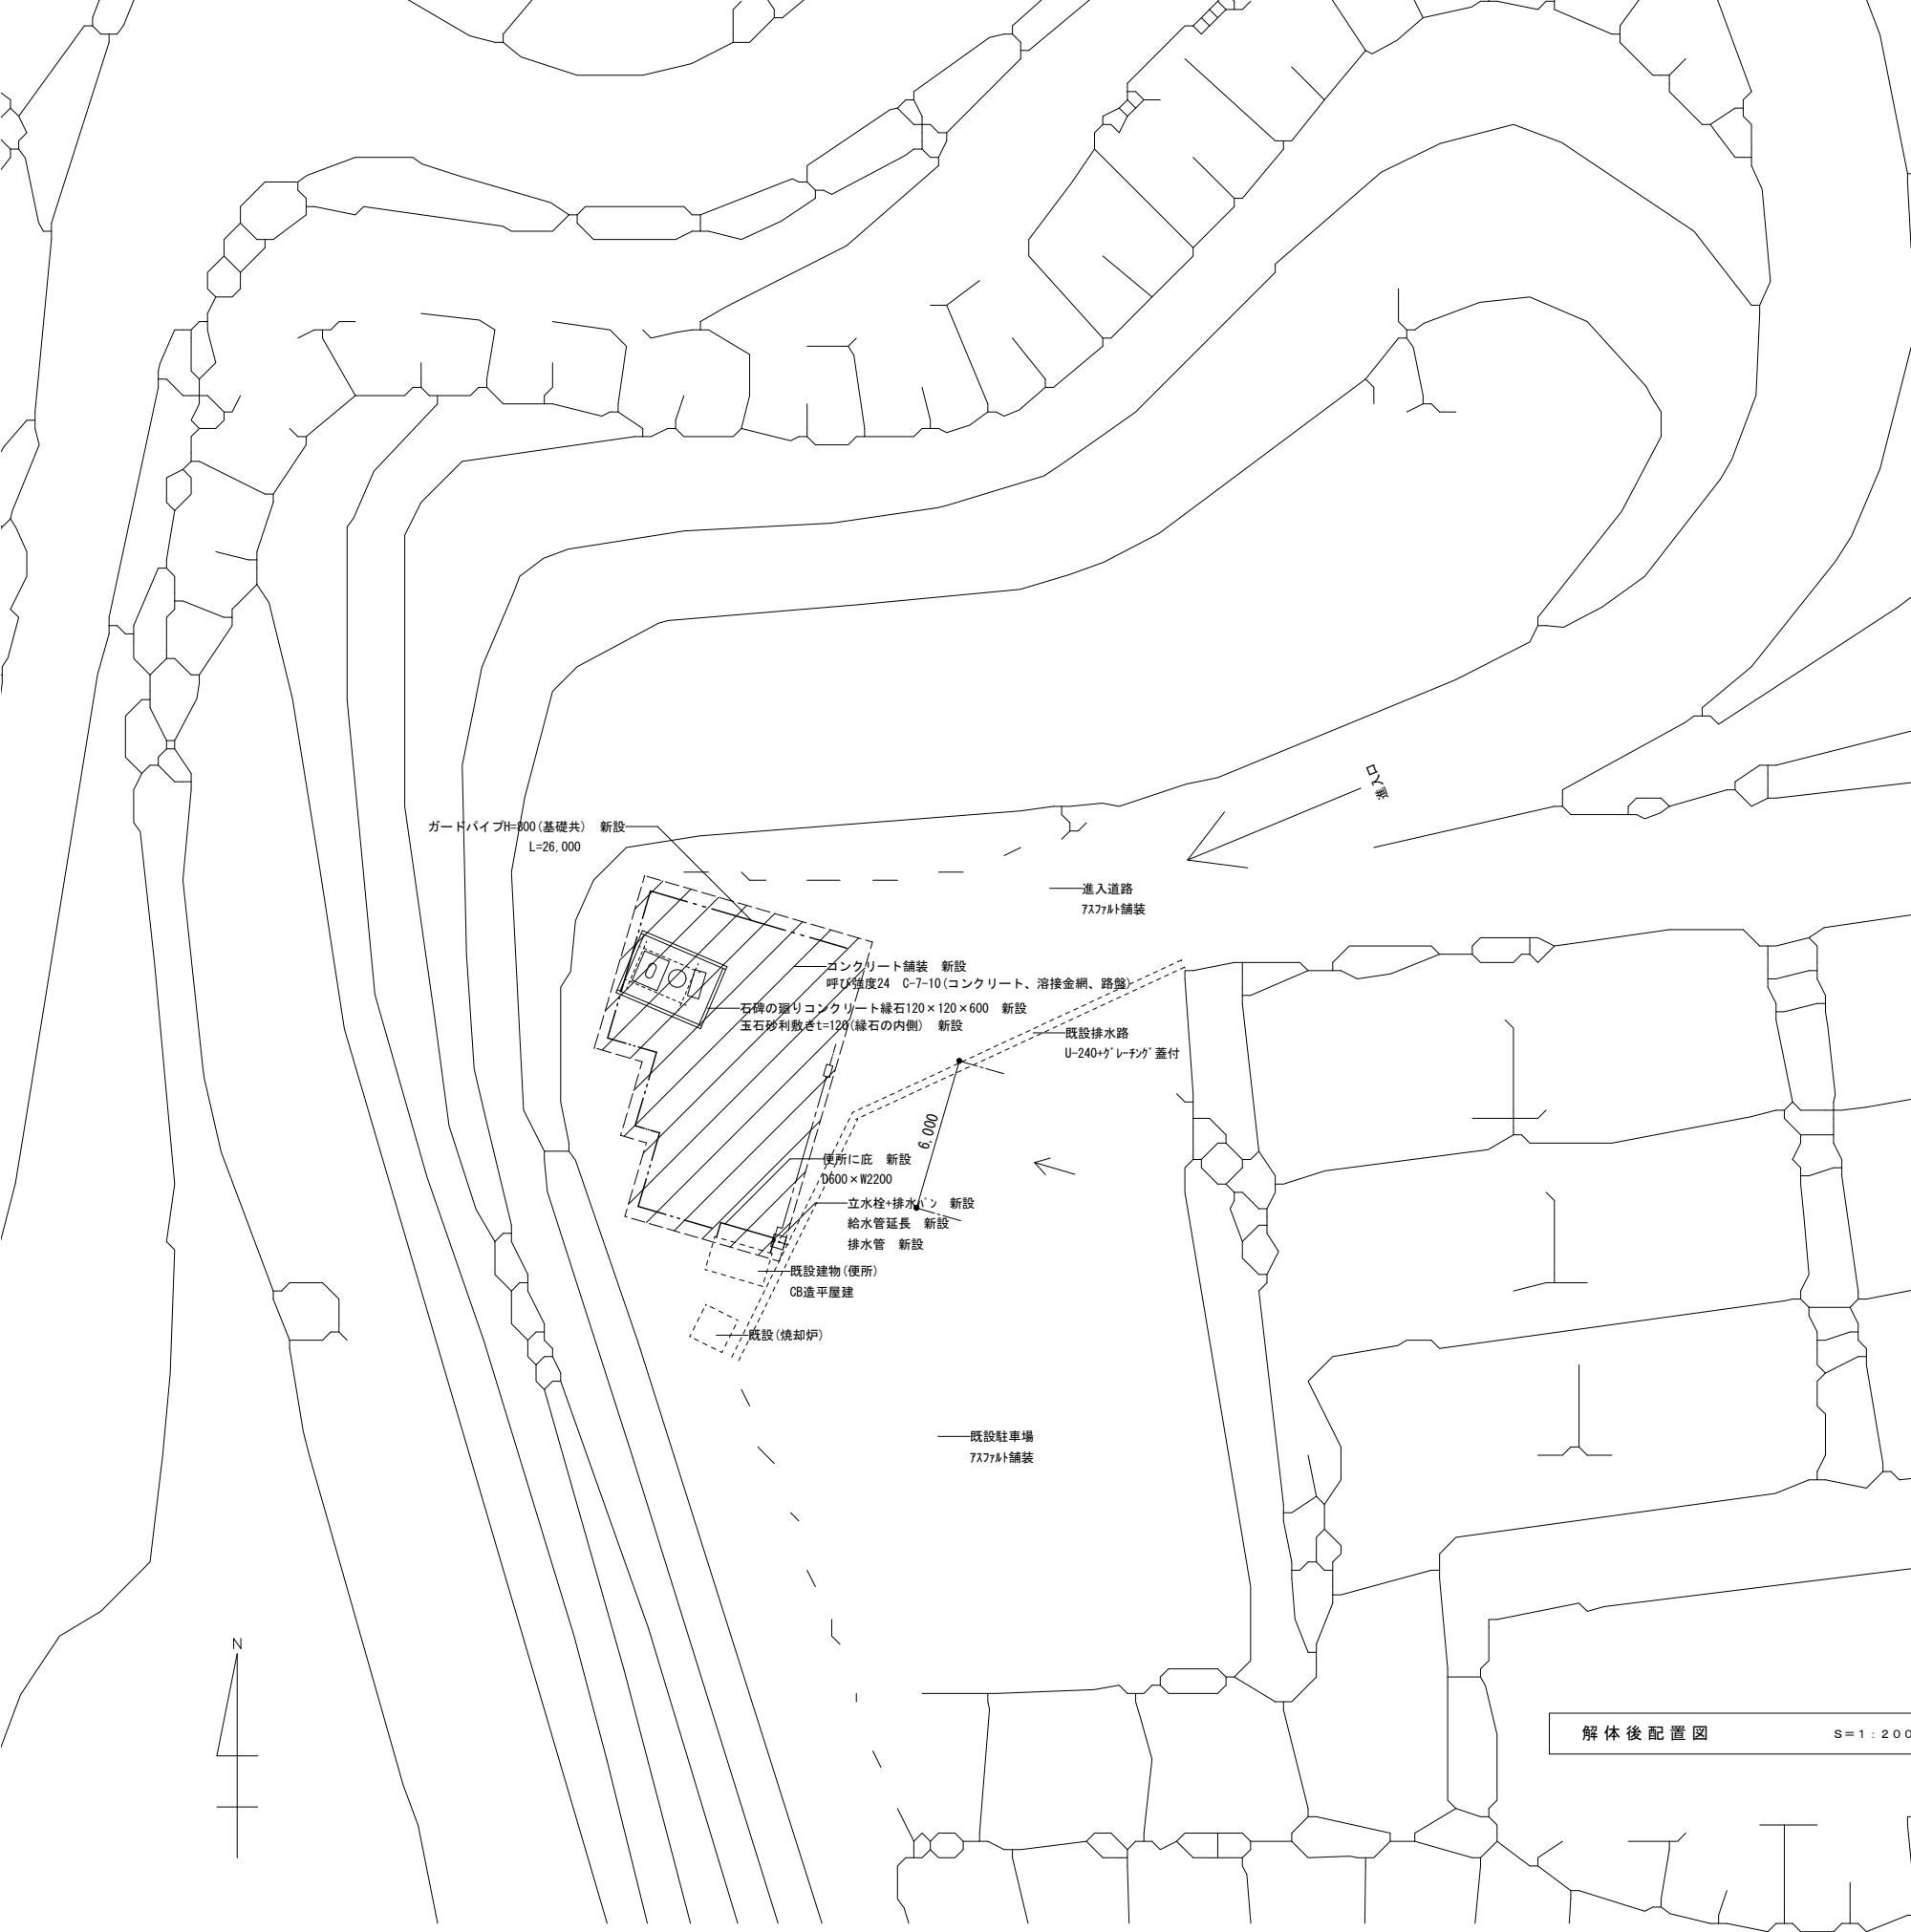 進入口
ガードパイプH=800(基礎共)　新設
L=26,000
進入道路
ｱｽﾌｧﾙﾄ舗装
コンクリート舗装　新設
呼び強度24　C-7-10(コンクリート、溶接金網、路盤)
石碑の廻りコンクリート縁石120×120×600　新設
玉石砂利敷きt=120(縁石の内側)　新設
既設排水路
U-240+ｸﾞﾚｰﾁﾝｸﾞ蓋付
6,000
便所に庇　新設
D600×W2200
立水栓+排水ﾊﾟﾝ　新設
給水管延長　新設
排水管　新設
既設建物(便所)
CB造平屋建
既設(焼却炉)
既設駐車場
ｱｽﾌｧﾙﾄ舗装
N
解体後配置図　S=1:200